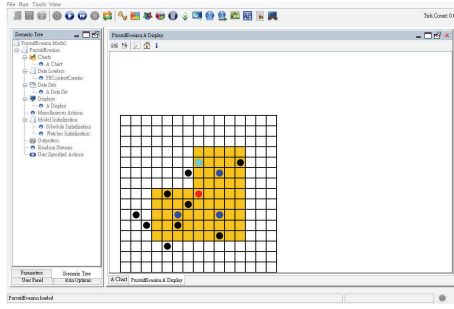 File Run Tools View
Tick Count: 0.0
Scenario Tree
PursuitEvasion Model
PursuitEvasion
Charts
A Chart
Data Loaders
PEContextCreator
Data Sets
A Data Set
Displays
A Display
Miscellaneous Actions
Model Initialization
Schedule Initialization
Watcher Initialization
Outputters
Random Streams
User Specified Actions
Parameters
Scenario Tree
User Panel
Run Options
PursuitEvasion:A Display
A Chart
PursuitEvasion:A Display
PursuitEvasion loaded